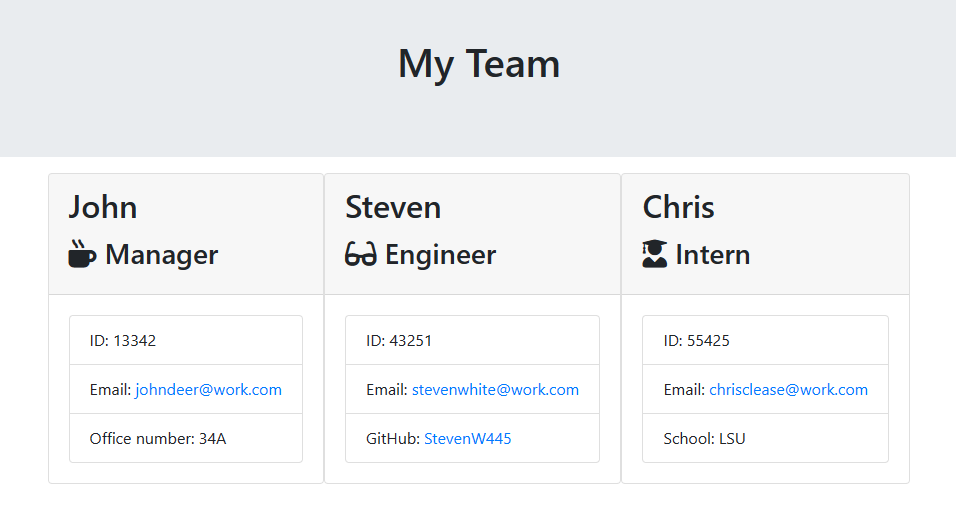 My Team
John
Manager
ID: 13342
Email: johndeer@work.com
Office number: 34A
Steven
Engineer
ID: 43251
Email: stevenwhite@work.com
GitHub: StevenW445
Chris
Intern
ID: 55425
Email: chrisclease@work.com
School: LSU